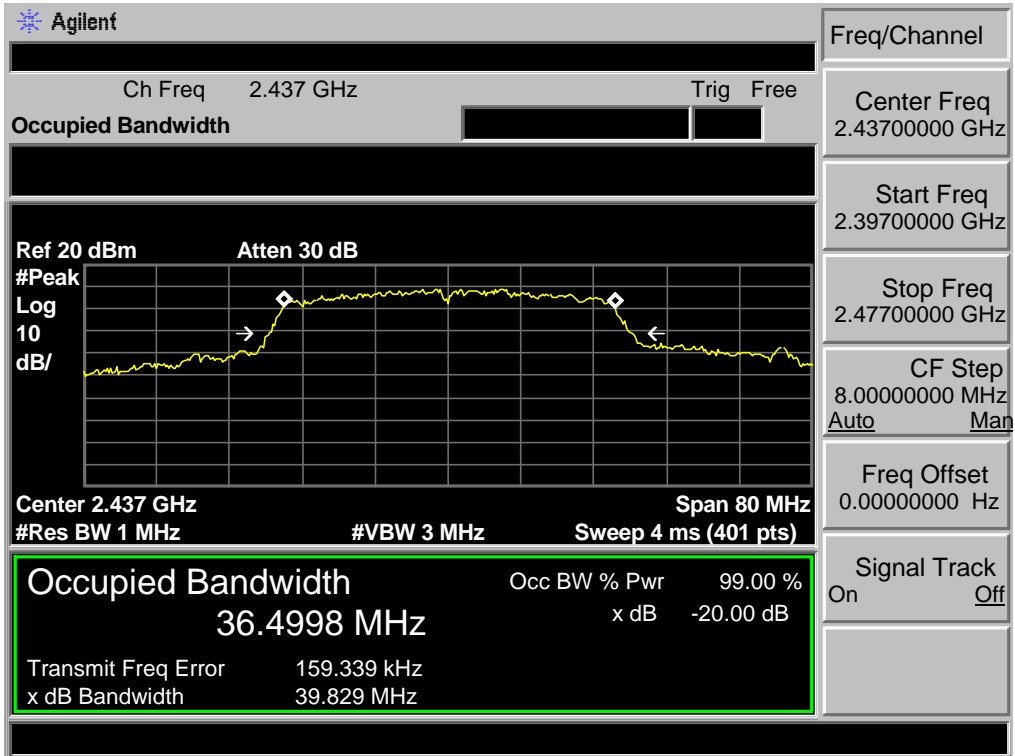 Agilent
Freq/Channel
Ch Freq 2.437 GHz Trig Free
Occupied Bandwidth
Center Freq
2.43700000 GHz
Start Freq
2.39700000 GHz
Ref 20 dBm Atten 30 dB
#Peak
Log
10
dB/
Stop Freq
2.47700000 GHz
CF Step
8.00000000 MHz
Auto Man
Freq Offset
0.00000000 Hz
Center 2.437 GHz Span 80 MHz
#Res BW 1 MHz #VBW 3 MHz Sweep 4 ms (401 pts)
Signal Track
On Off
Occupied Bandwidth Occ BW % Pwr 99.00 %
36.4998 MHz x dB -20.00 dB
Transmit Freq Error 159.339 kHz
x dB Bandwidth 39.829 MHz